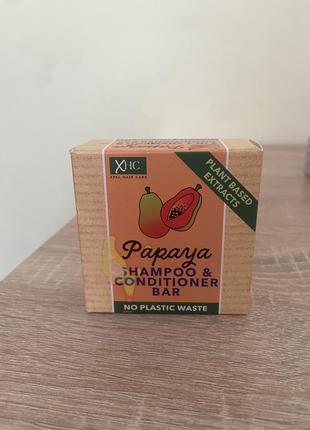 XHC
XPEL HAIR CARE
PLANT BASED
EXTRACTS
Papaya
SHAMPOO &
CONDITIONER
BAR
NO PLASTIC WASTE